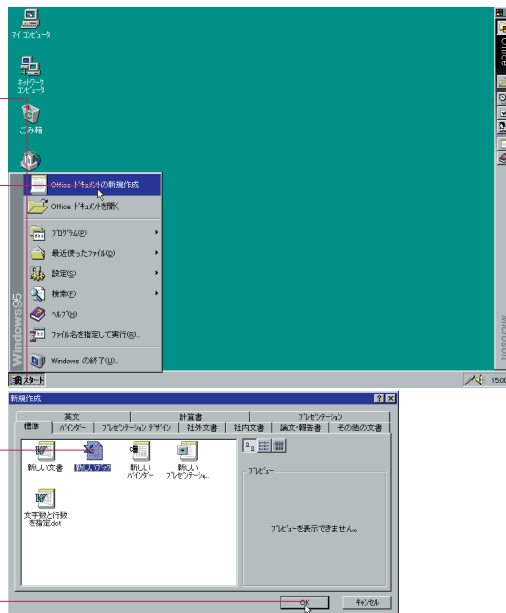 マイ コンピュータ
ネットワーク
コンピュータ
ごみ箱
Office
Microsoft
Office ドキュメントの新規作成
Office ドキュメントを開く
プログラム(P)
最近使ったファイル(D)
設定(S)
検索(F)
ヘルプ(H)
ファイル名を指定して実行(R)...
Windows の終了(U)...
Windows95
スタート
15:00
新規作成
英文
計算書
プレゼンテーション
標準
バインダー
プレゼンテーション デザイン
社外文書
社内文書
論文・報告書
その他の文書
新しい文書
新しいブック
新しい
バインダー
新しい
プレゼンテーショ...
文字数と行数
を指定.dot
プレビュー
プレビューを表示できません。
OK
キャンセル